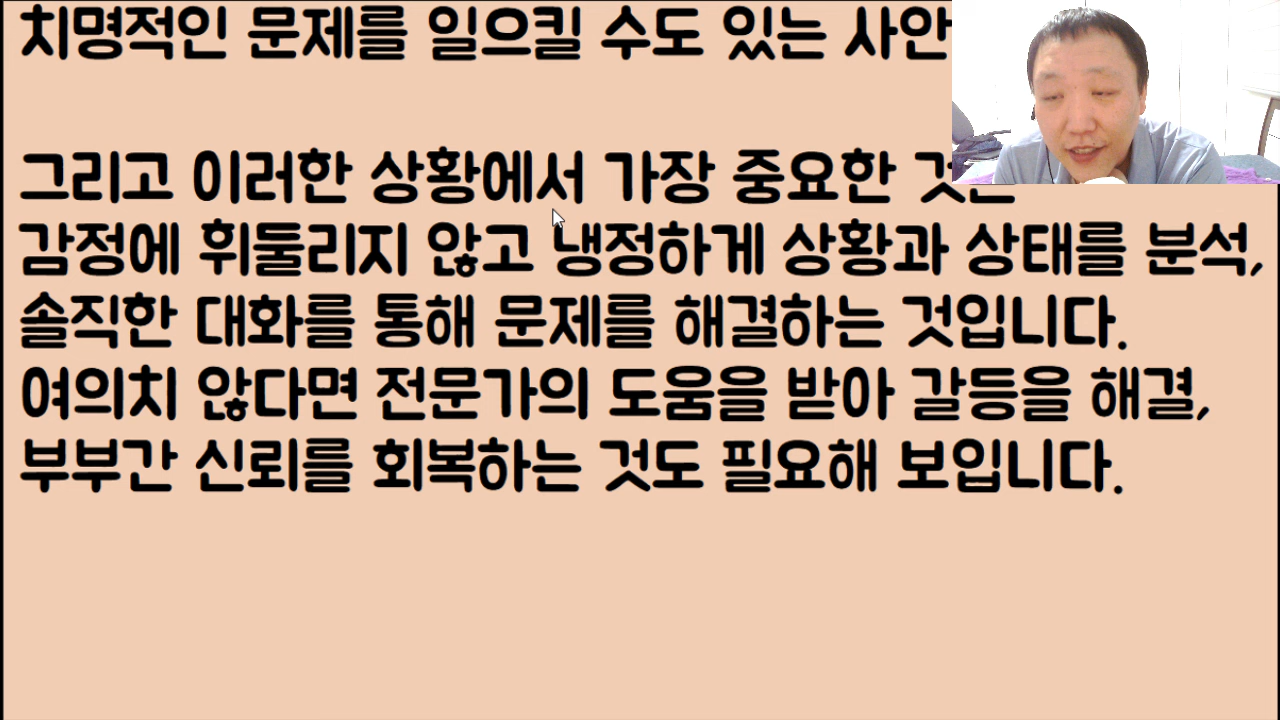 치명적인 문제를 일으킬 수도 있는 사안
그리고 이러한 상황에서 가장 중요한 것은
감정에 휘둘리지 않고 냉정하게 상황과 상태를 분석,
솔직한 대화를 통해 문제를 해결하는 것입니다.
여의치 않다면 전문가의 도움을 받아 갈등을 해결,
부부간 신뢰를 회복하는 것도 필요해 보입니다.